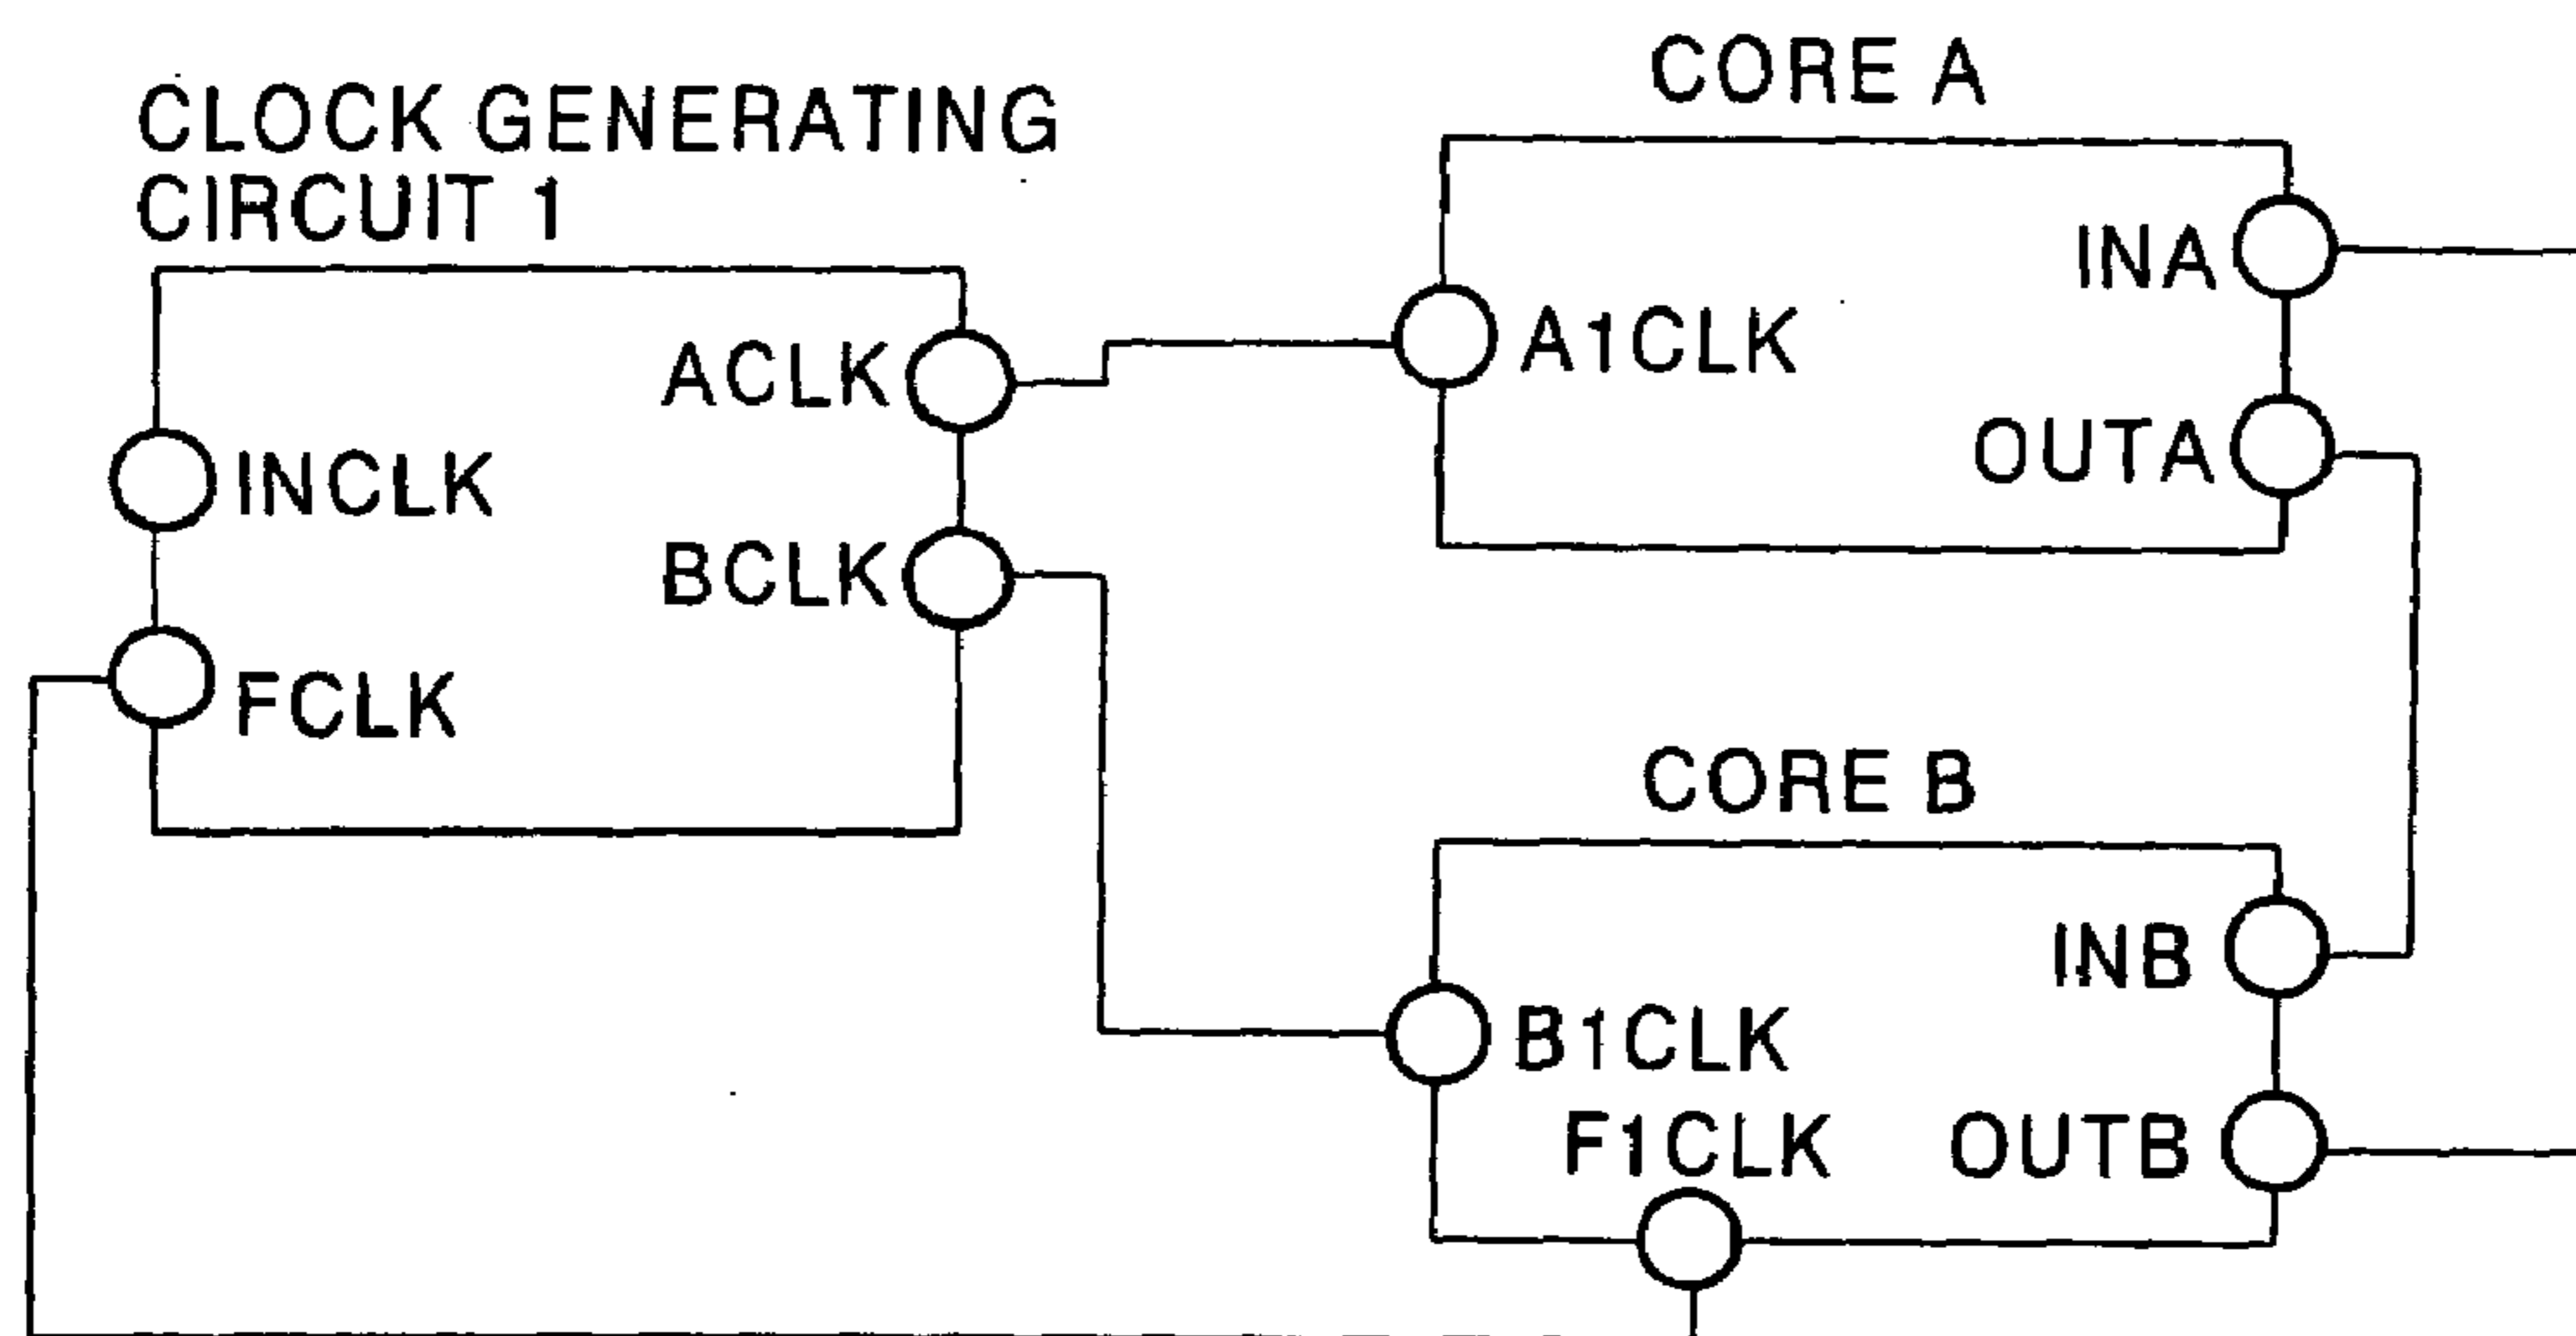 CLOCK GENERATING
CIRCUIT 1
INCLK
FCLK
ACLK
BCLK
CORE A
A1CLK
INA
OUTA
CORE B
B1CLK
F1CLK
INB
OUTB